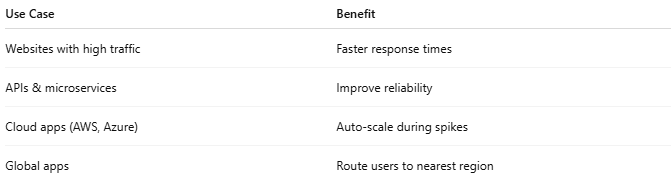 Use Case Benefit
Websites with high traffic Faster response times
APIs & microservices Improve reliability
Cloud apps (AWS, Azure) Auto-scale during spikes
Global apps Route users to nearest region